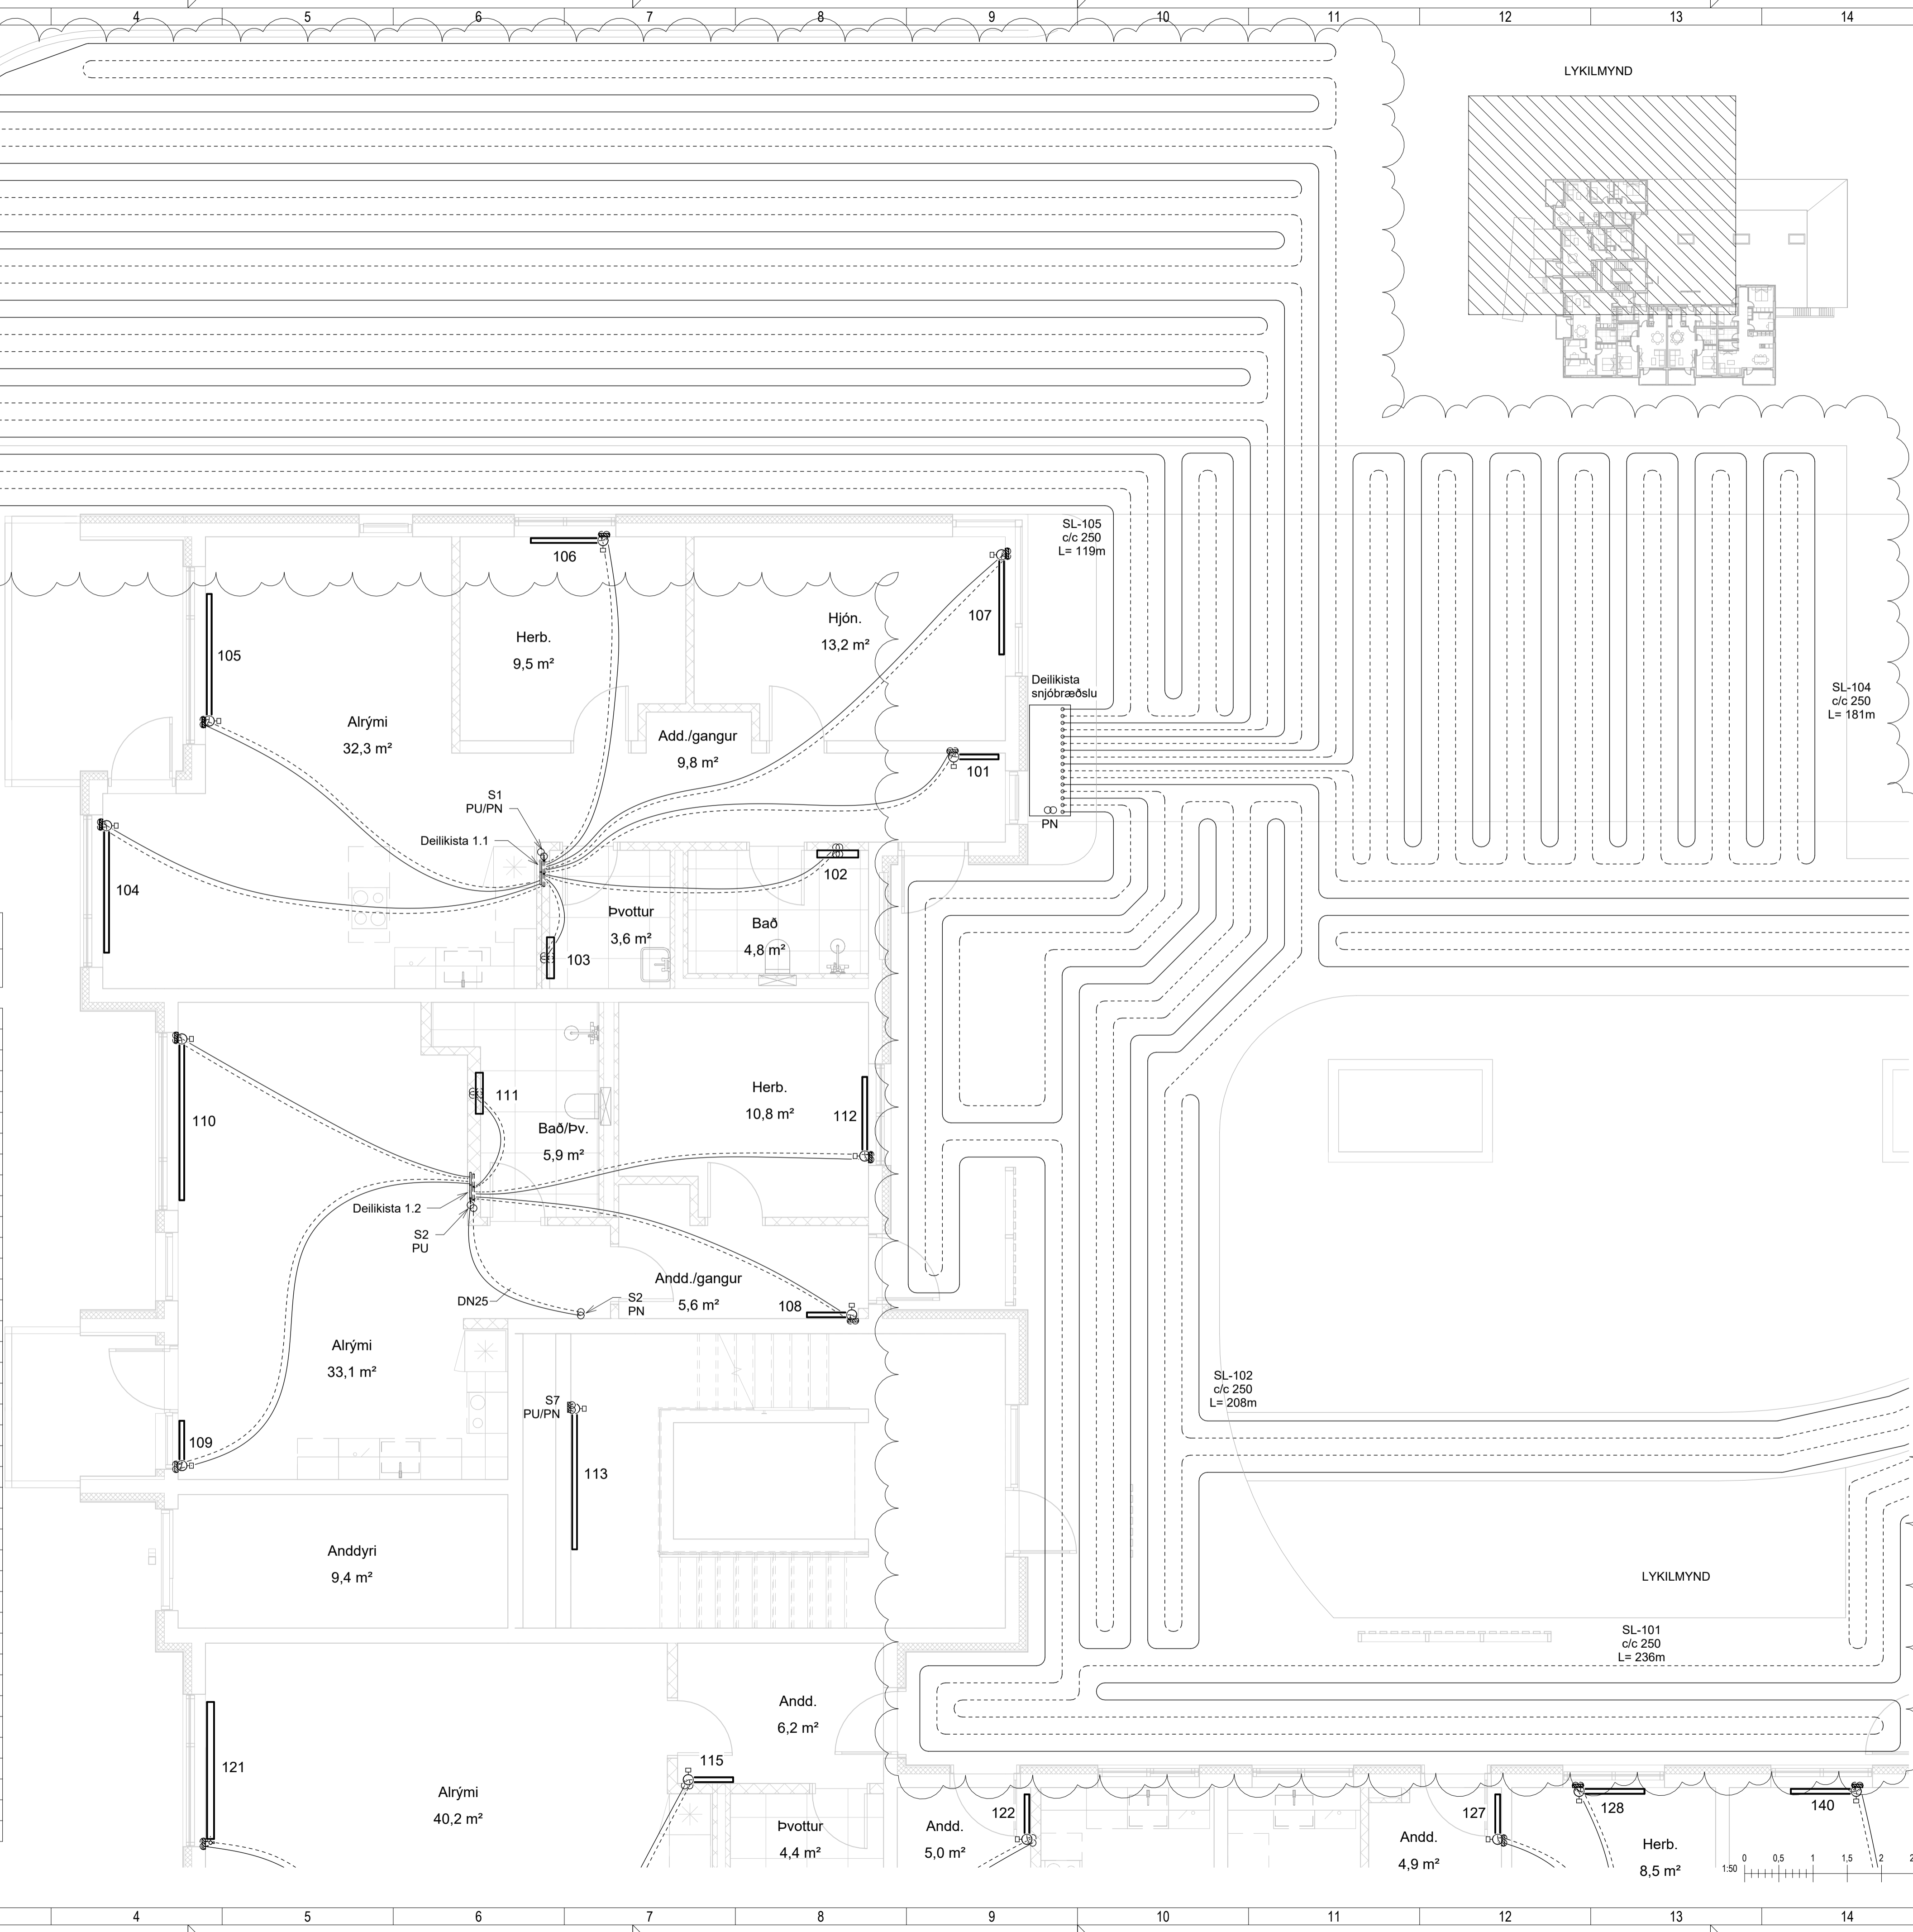 4 5 6 7 8 9 10 11 12 13 14
LYKILMYND
SL-105
c/c 250
L= 119m
106
107
105
Herb.
9,5 m²
Hjón.
13,2 m²
Deilikista
snjóbræðslu
SL-104
c/c 250
L= 181m
Alrými
32,3 m²
Add./gangur
9,8 m²
101
S1
PU/PN
PN
Deilikista 1.1
104
102
Þvottur
3,6 m²
Bað
4,8 m²
103
110
111
Herb.
10,8 m²
112
Bað/Þv.
5,9 m²
Deilikista 1.2
S2
PU
Andd./gangur
5,6 m²
DN25
S2
PN
108
Alrými
33,1 m²
SL-102
c/c 250
L= 208m
S7
PU/PN
109
113
Anddyri
9,4 m²
LYKILMYND
SL-101
c/c 250
L= 236m
Andd.
6,2 m²
121
115
Alrými
40,2 m²
Þvottur
4,4 m²
122
Andd.
5,0 m²
127
Andd.
4,9 m²
128
Herb.
8,5 m²
140
1:50 0 0,5 1 1,5 2
4 5 6 7 8 9 10 11 12 13 14